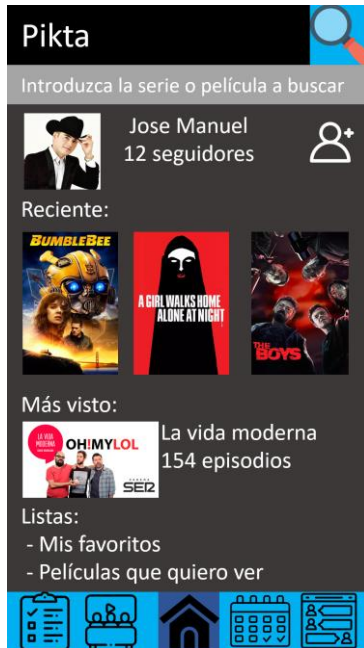 Pikta
Introduzca la serie o película a buscar
Jose Manuel
12 seguidores
Reciente:
BUMBLEBEE
A GIRL WALKS HOME
ALONE AT NIGHT
THE
BOYS
Más visto:
LA VIDA
MODERNA
OH!MYLOL
SER
La vida moderna
154 episodios
Listas:
- Mis favoritos
- Películas que quiero ver